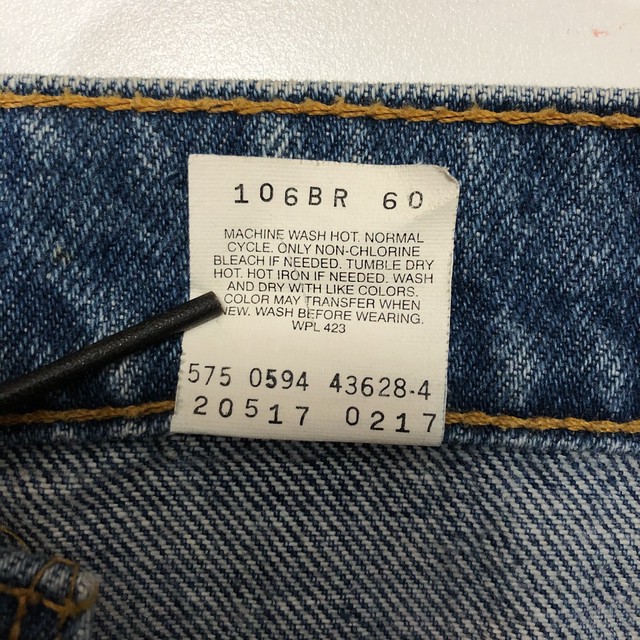 106BR 60
MACHINE WASH HOT. NORMAL
CYCLE. ONLY NON-CHLORINE
BLEACH IF NEEDED. TUMBLE DRY
HOT. HOT IRON IF NEEDED. WASH
AND DRY WITH LIKE COLORS.
COLOR MAY TRANSFER WHEN
NEW. WASH BEFORE WEARING.
WPL 423
575 0594 43628-4
20517 0217